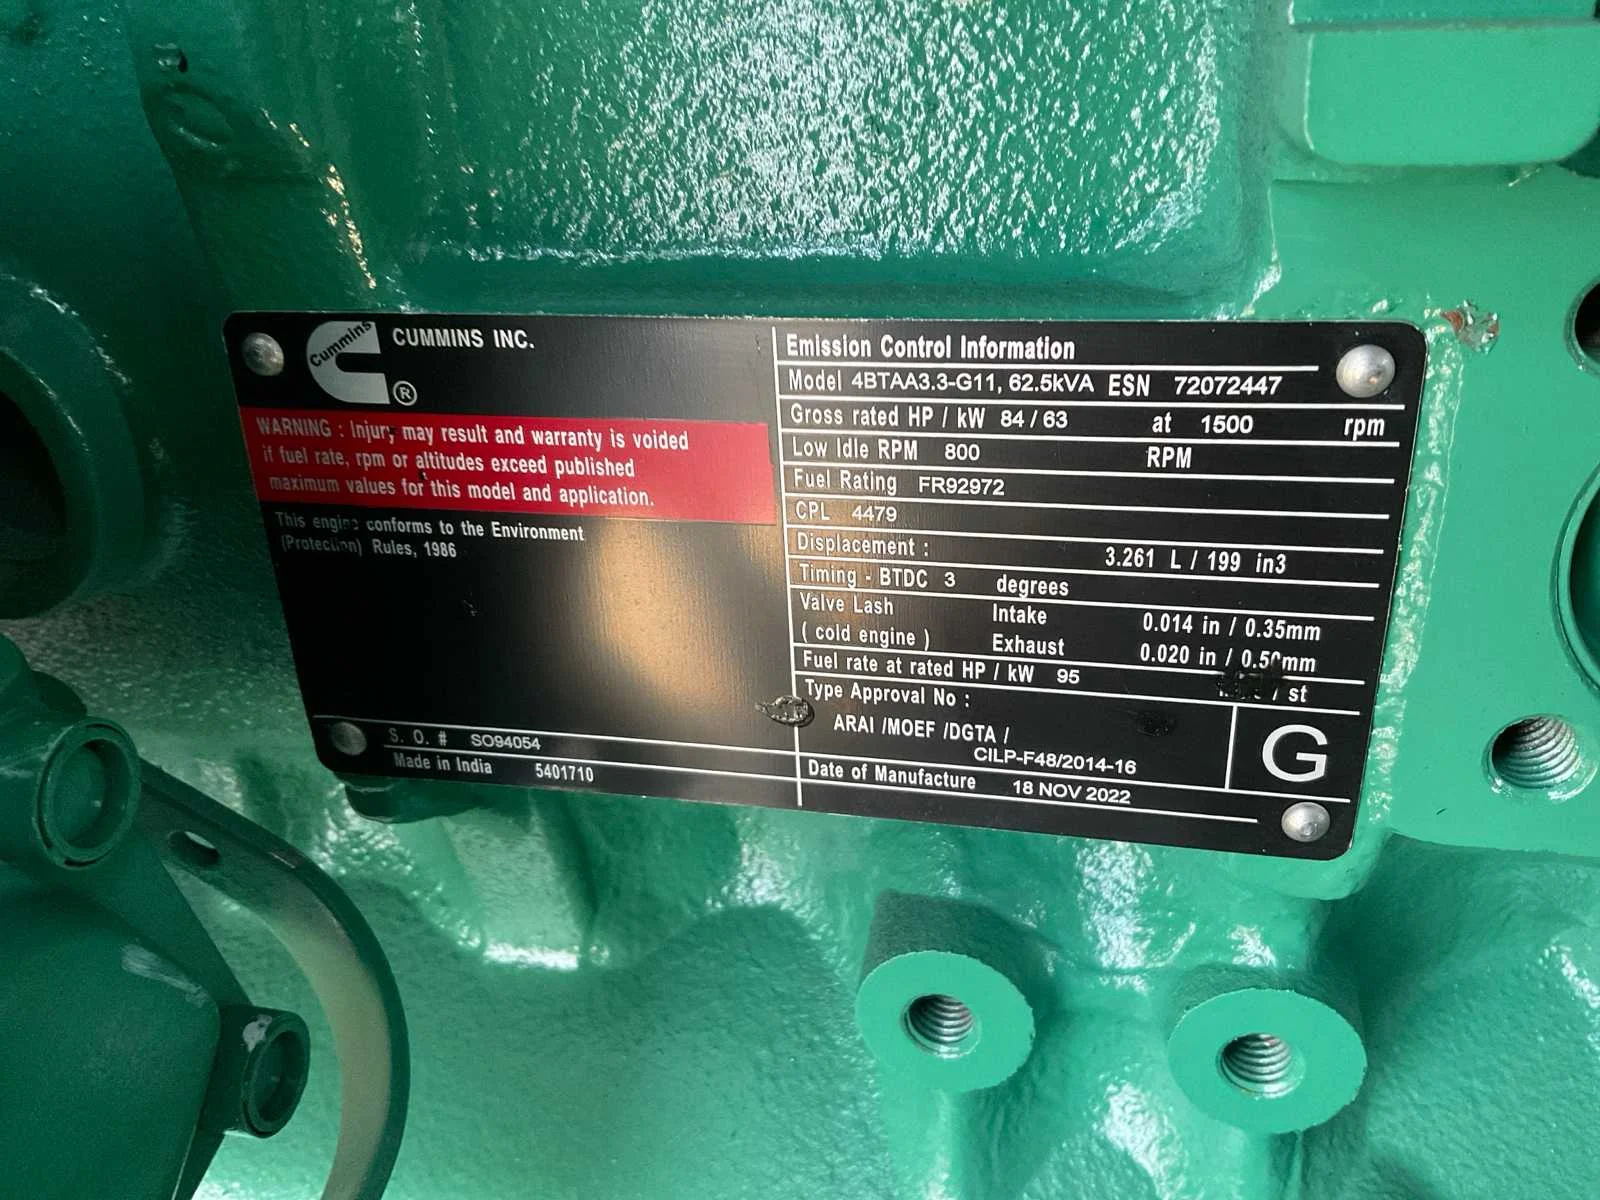 Cummins
®
CUMMINS INC.
WARNING : Injury may result and warranty is voided
if fuel rate, rpm or altitudes exceed published
maximum values for this model and application.
This engine conforms to the Environment
(Protection) Rules, 1986
S. O. # SO94054
Made in India 5401710
Emission Control Information
Model 4BTAA3.3-G11, 62.5kVA ESN 72072447
Gross rated HP / kW 84 / 63 at 1500 rpm
Low Idle RPM 800 RPM
Fuel Rating FR92972
CPL 4479
Displacement : 3.261 L / 199 in3
Timing - BTDC 3 degrees
Valve Lash Intake 0.014 in / 0.35mm
( cold engine ) Exhaust 0.020 in / 0.50mm
Fuel rate at rated HP / kW 95 / st
Type Approval No :
ARAI /MOEF /DGTA /
CILP-F48/2014-16
G
Date of Manufacture 18 NOV 2022